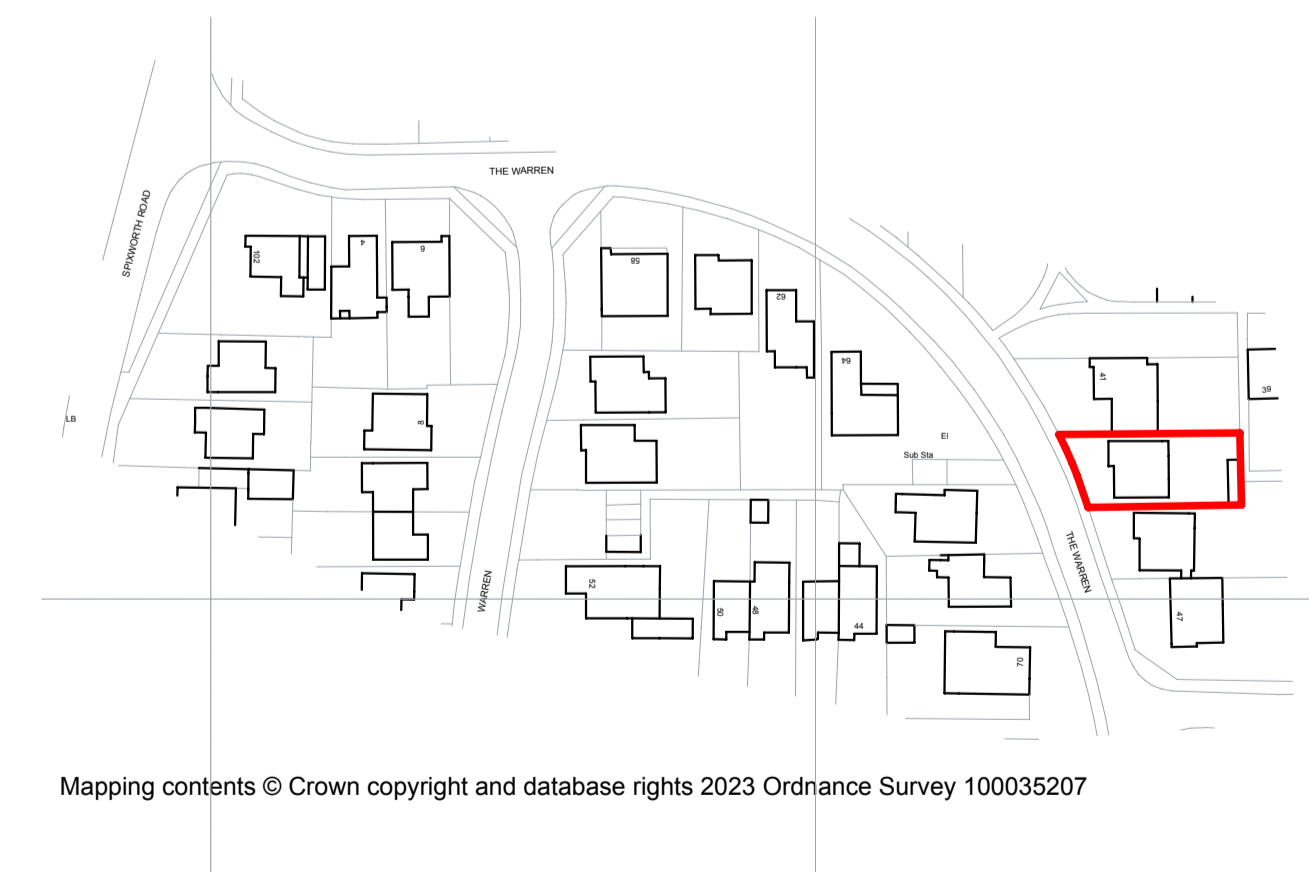 THE WARREN
SPIXWORTH ROAD
102
4
6
58
62
64
41
39
LB
8
El
Sub Sta
THE WARREN
WARREN
52
50
48
44
47
70
Mapping contents © Crown copyright and database rights 2023 Ordnance Survey 100035207